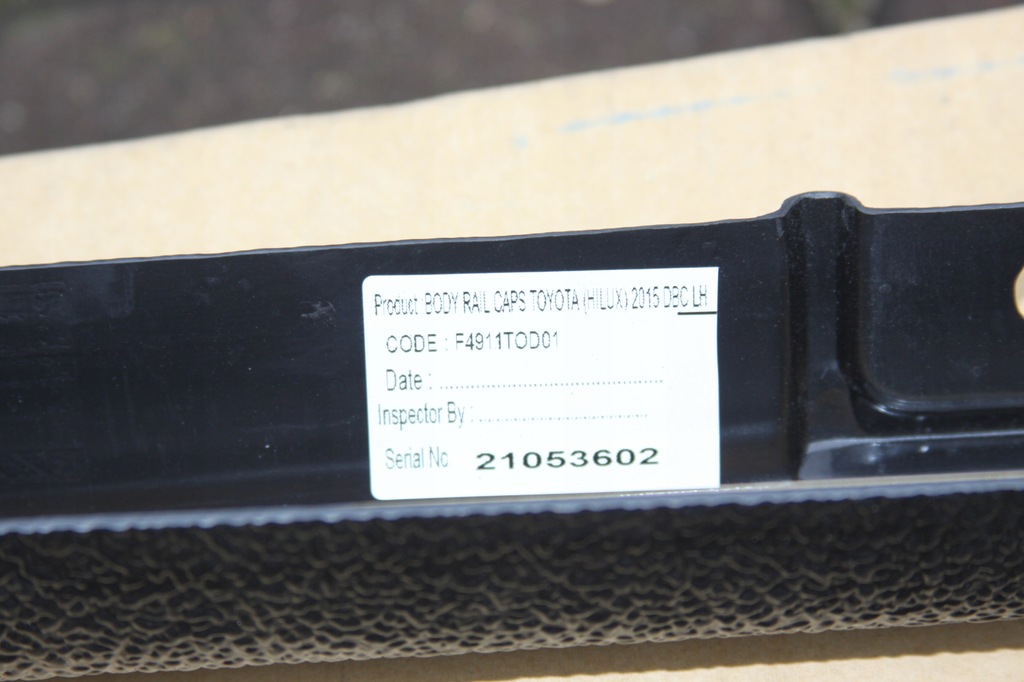 Product :BODY RAIL CAPS TOYOTA (HILUX) 2015 DBC LH
CODE : F4911TOD01
Date : ............................................
Inspector By : ..................................
Serial No 21053602